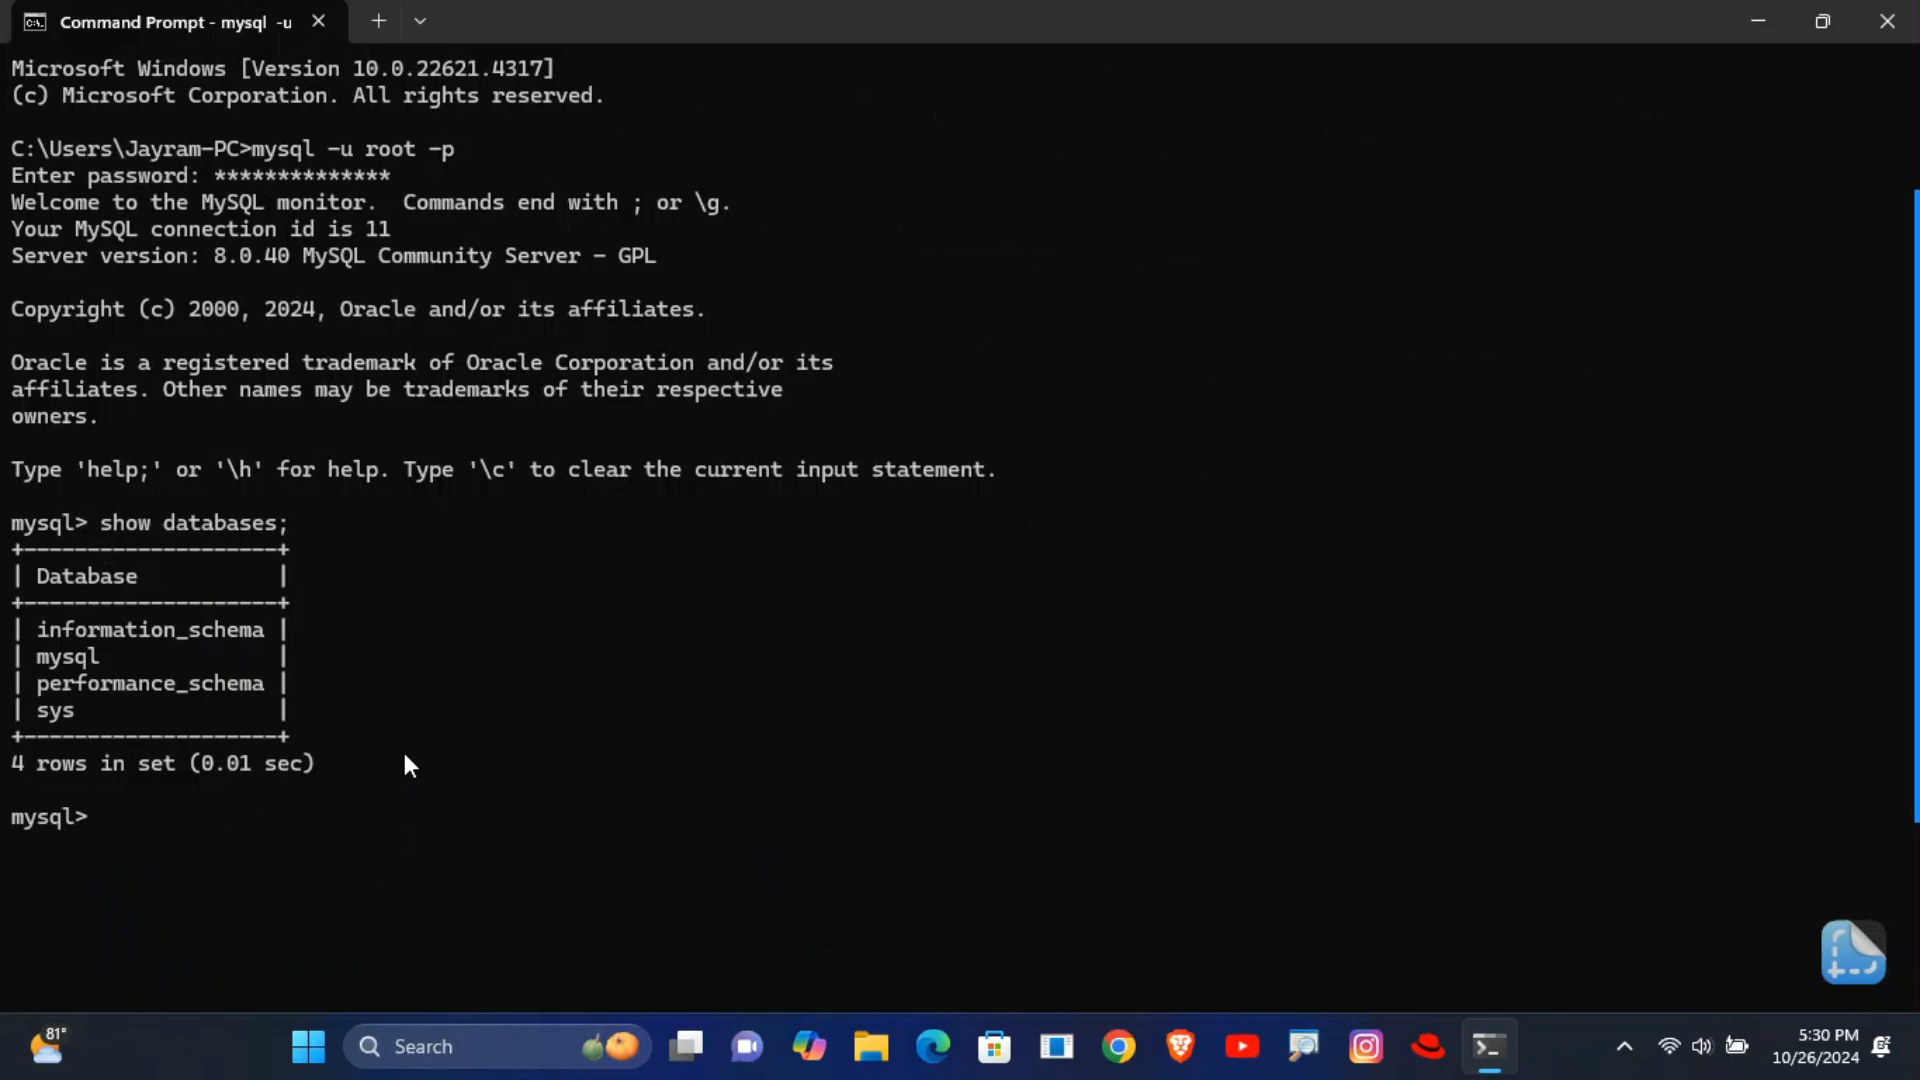 Command Prompt - mysql -u
Microsoft Windows [Version 10.0.22621.4317]
(c) Microsoft Corporation. All rights reserved.
C:\Users\Jayram-PC>mysql -u root -p
Enter password: **************
Welcome to the MySQL monitor.  Commands end with ; or \g.
Your MySQL connection id is 11
Server version: 8.0.40 MySQL Community Server - GPL
Copyright (c) 2000, 2024, Oracle and/or its affiliates.
Oracle is a registered trademark of Oracle Corporation and/or its
affiliates. Other names may be trademarks of their respective
owners.
Type 'help;' or '\h' for help. Type '\c' to clear the current input statement.
mysql> show databases;
+--------------------+
| Database           |
+--------------------+
| information_schema |
| mysql              |
| performance_schema |
| sys                |
+--------------------+
4 rows in set (0.01 sec)
mysql>
81°
Search
5:30 PM
10/26/2024